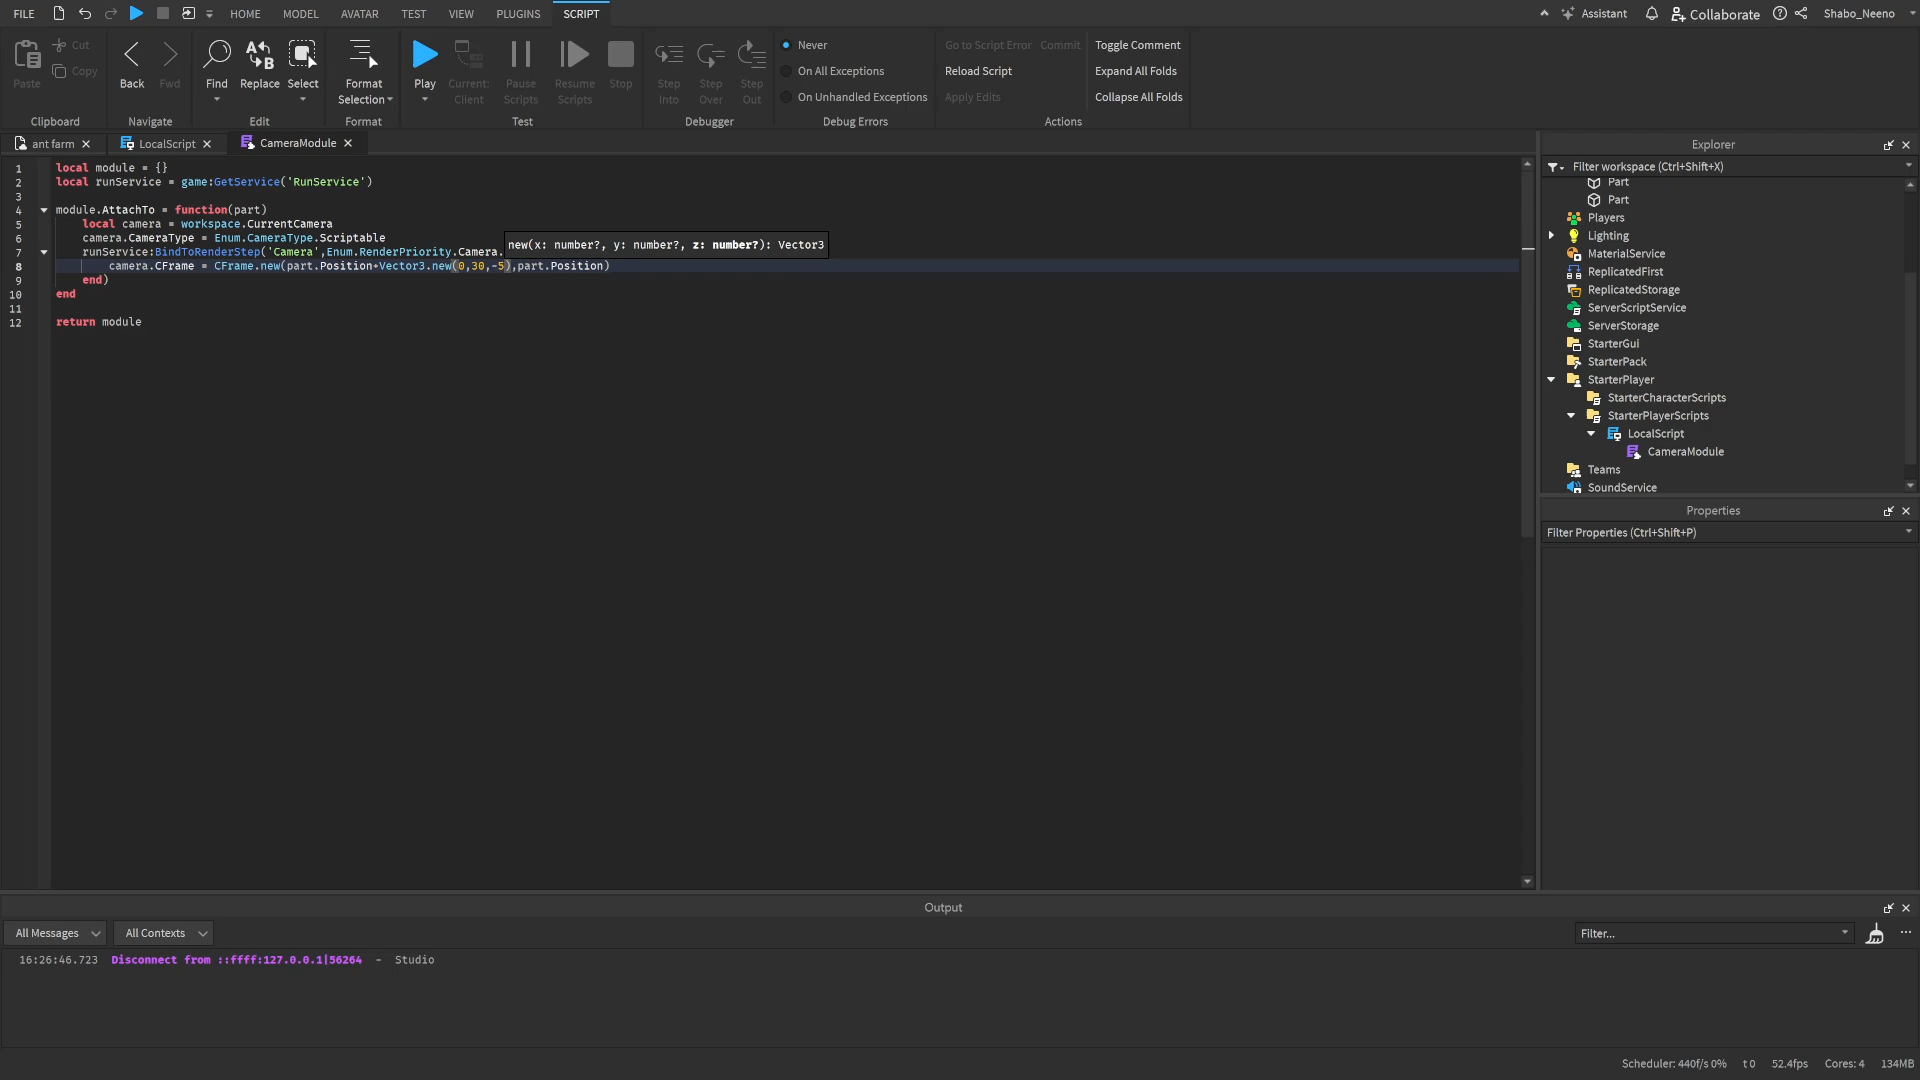 FILE HOME MODEL AVATAR TEST VIEW PLUGINS SCRIPT Assistant Collaborate Shabo_Neeno
Paste Cut Copy
Clipboard
Back Fwd
Navigate
Find Replace Select
Edit
Format Selection
Format
Play Current: Client Pause Scripts Resume Scripts Stop
Test
Step Into Step Over Step Out
Debugger
Never
On All Exceptions
On Unhandled Exceptions
Debug Errors
Go to Script Error Commit Toggle Comment
Reload Script Expand All Folds
Apply Edits Collapse All Folds
Actions
ant farm LocalScript CameraModule
1 local module = {}
2 local runService = game:GetService('RunService')
3
4 module.AttachTo = function(part)
5 local camera = workspace.CurrentCamera
6 camera.CameraType = Enum.CameraType.Scriptable
new(x: number?, y: number?, z: number?): Vector3
7 runService:BindToRenderStep('Camera',Enum.RenderPriority.Camera.
8 camera.CFrame = CFrame.new(part.Position+Vector3.new(0,30,-5),part.Position)
9 end)
10 end
11
12 return module
Explorer
Filter workspace (Ctrl+Shift+X)
Part
Part
Players
Lighting
MaterialService
ReplicatedFirst
ReplicatedStorage
ServerScriptService
ServerStorage
StarterGui
StarterPack
StarterPlayer
StarterCharacterScripts
StarterPlayerScripts
LocalScript
CameraModule
Teams
SoundService
Properties
Filter Properties (Ctrl+Shift+P)
Output
All Messages All Contexts Filter... ...
16:26:46.723 Disconnect from ::ffff:127.0.0.1|56264 - Studio
Scheduler: 440f/s 0% t 0 52.4fps Cores: 4 134MB